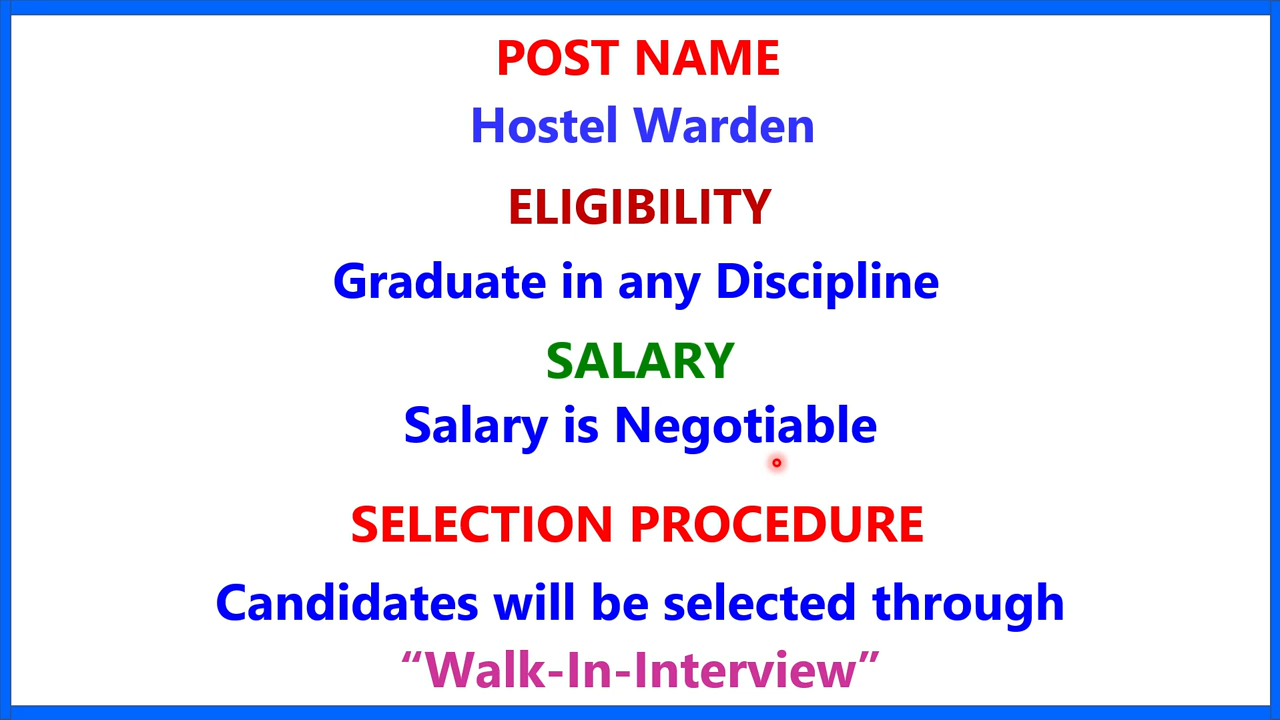 POST NAME
Hostel Warden
ELIGIBILITY
Graduate in any Discipline
SALARY
Salary is Negotiable
SELECTION PROCEDURE
Candidates will be selected through
“Walk-In-Interview”